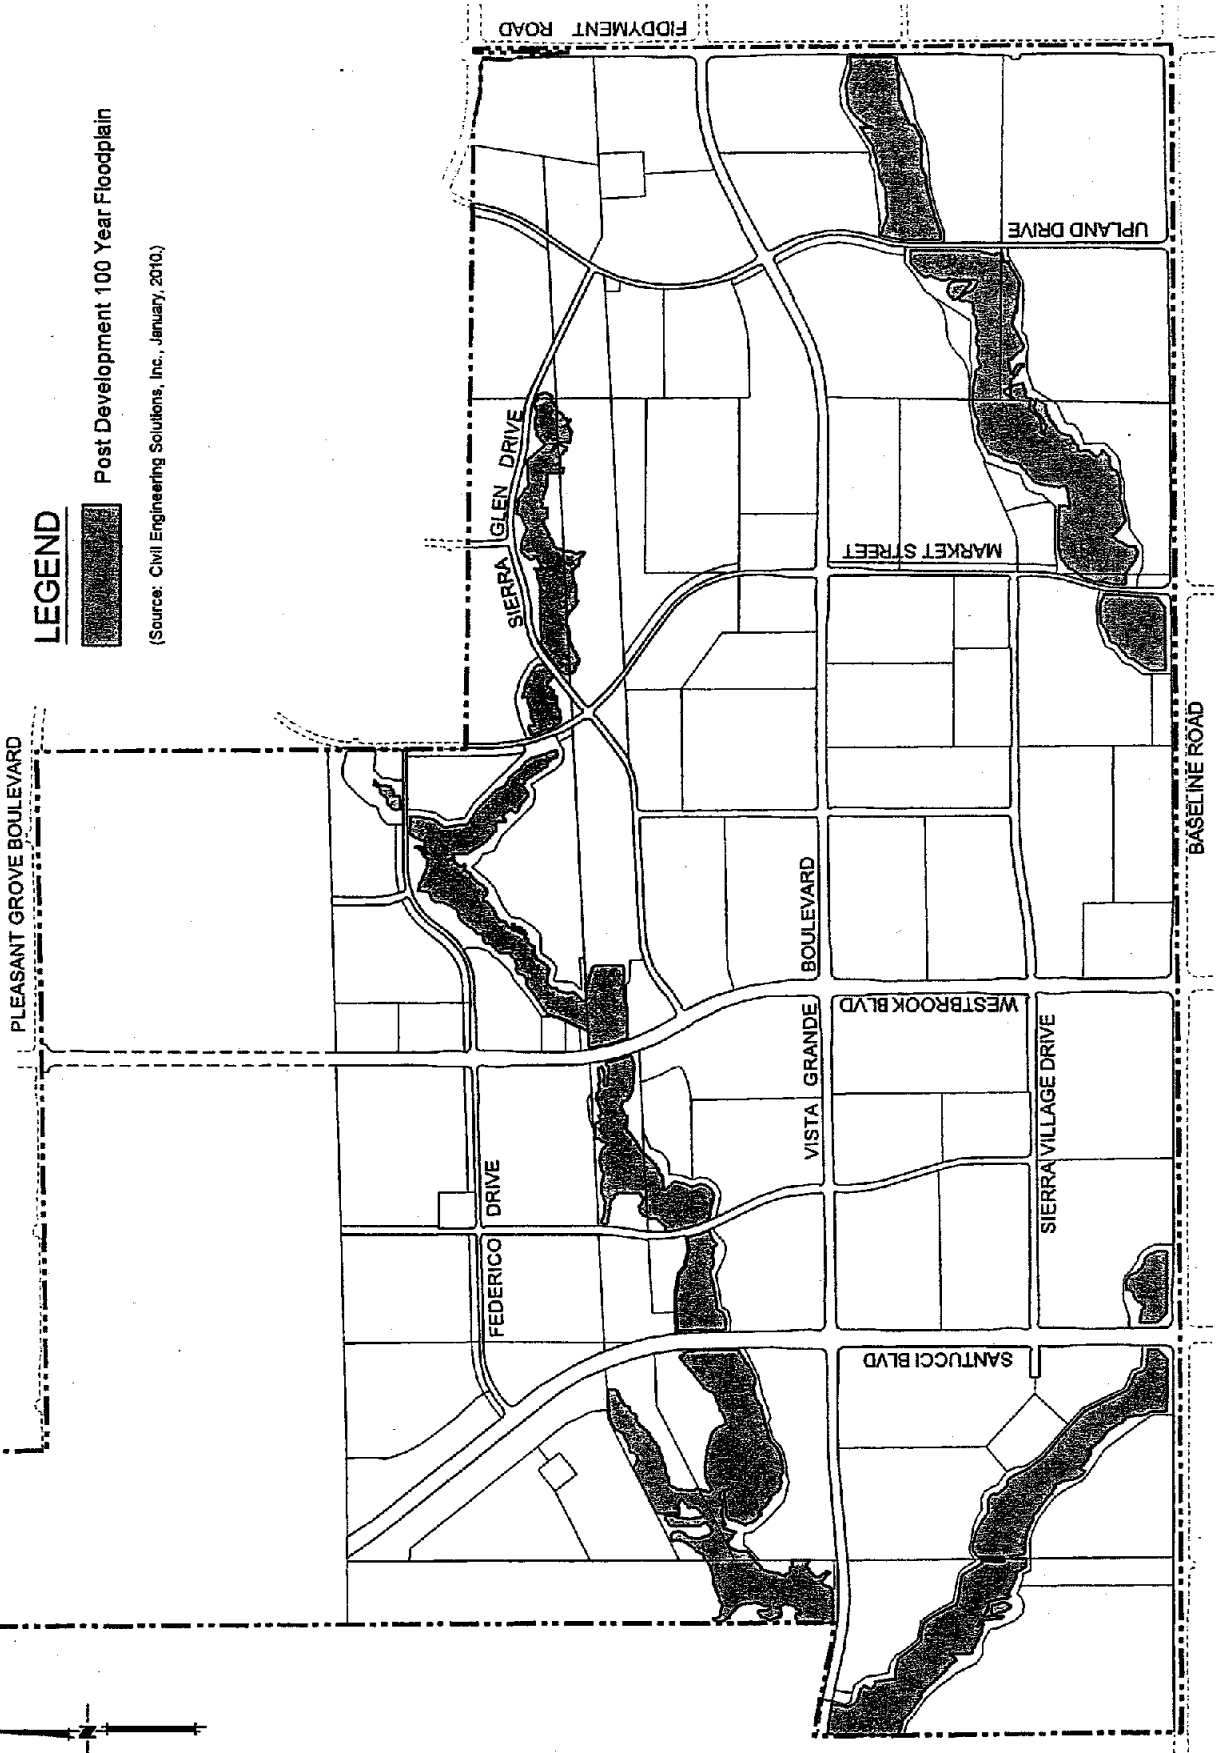 LEGEND
Post Development 100 Year Floodplain
(Source: Civil Engineering Solutions, Inc., January, 2010.)
PLEASANT GROVE BOULEVARD
FIDDYMENT ROAD
SIERRA GLEN DRIVE
UPLAND DRIVE
MARKET STREET
BASELINE ROAD
VISTA GRANDE BOULEVARD
WESTBROOK BLVD
SIERRA VILLAGE DRIVE
FEDERICO DRIVE
SANTUCCI BLVD
N